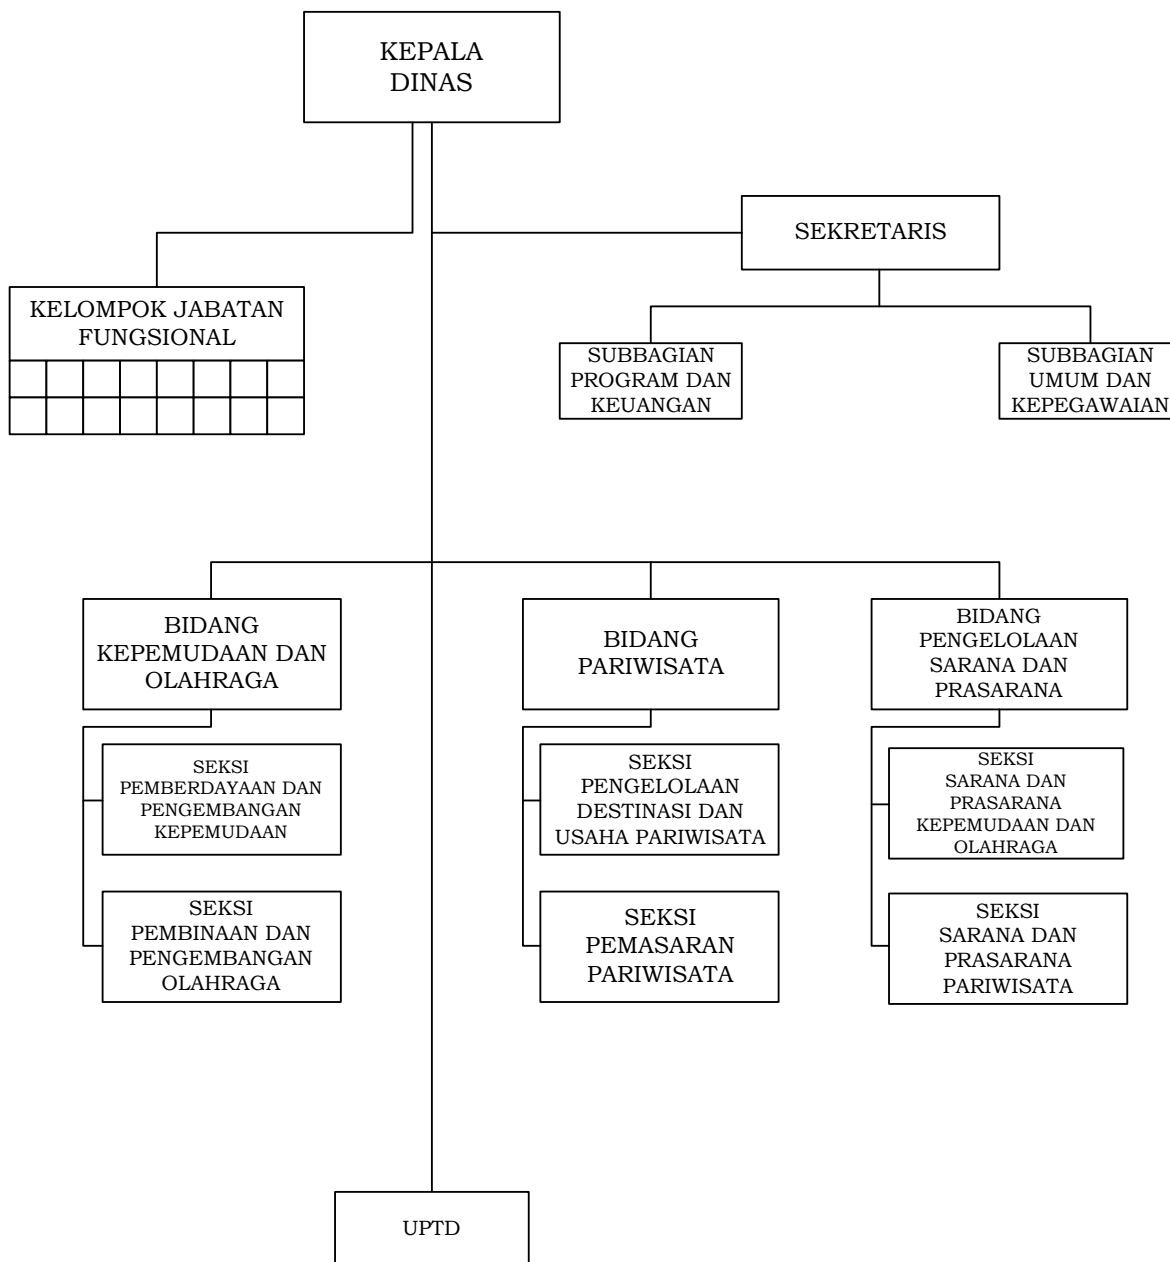 KEPALA
DINAS
SEKRETARIS
KELOMPOK JABATAN
FUNGSIONAL
SUBBAGIAN
PROGRAM DAN
KEUANGAN
SUBBAGIAN
UMUM DAN
KEPEGAWAIAN
BIDANG
KEPEMUDAAN DAN
OLAHRAGA
BIDANG
PARIWISATA
BIDANG
PENGELOLAAN
SARANA DAN
PRASARANA
SEKSI
PEMBERDAYAAN DAN
PENGEMBANGAN
KEPEMUDAAN
SEKSI
PENGELOLAAN
DESTINASI DAN
USAHA PARIWISATA
SEKSI
SARANA DAN
PRASARANA
KEPEMUDAAN DAN
OLAHRAGA
SEKSI
PEMBINAAN DAN
PENGEMBANGAN
OLAHRAGA
SEKSI
PEMASARAN
PARIWISATA
SEKSI
SARANA DAN
PRASARANA
PARIWISATA
UPTD